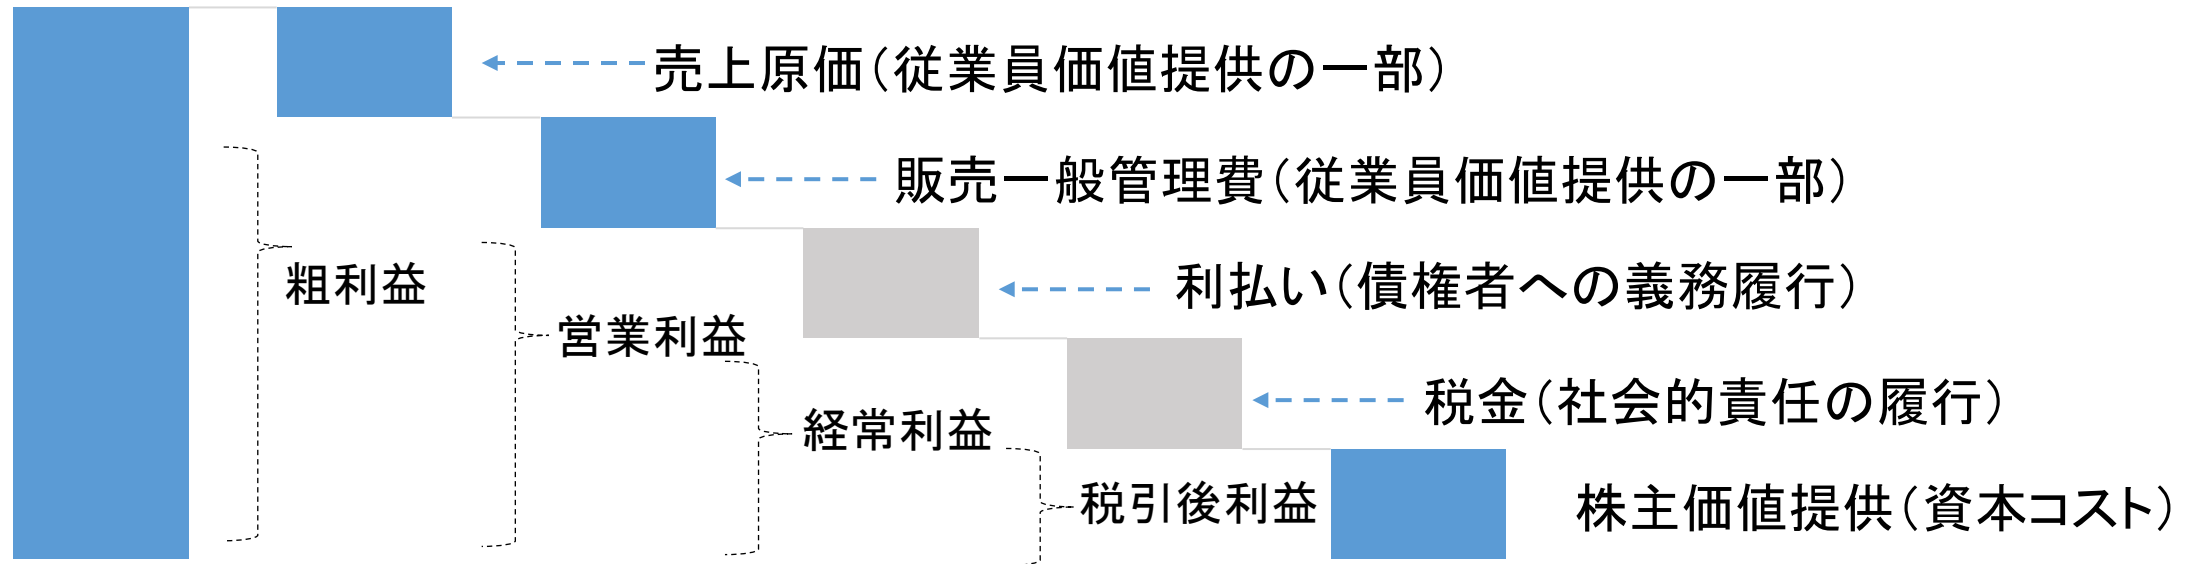 売上原価(従業員価値提供の一部)
販売一般管理費(従業員価値提供の一部)
利払い(債権者への義務履行)
粗利益
営業利益
税金(社会的責任の履行)
経常利益
税引後利益
株主価値提供(資本コスト)